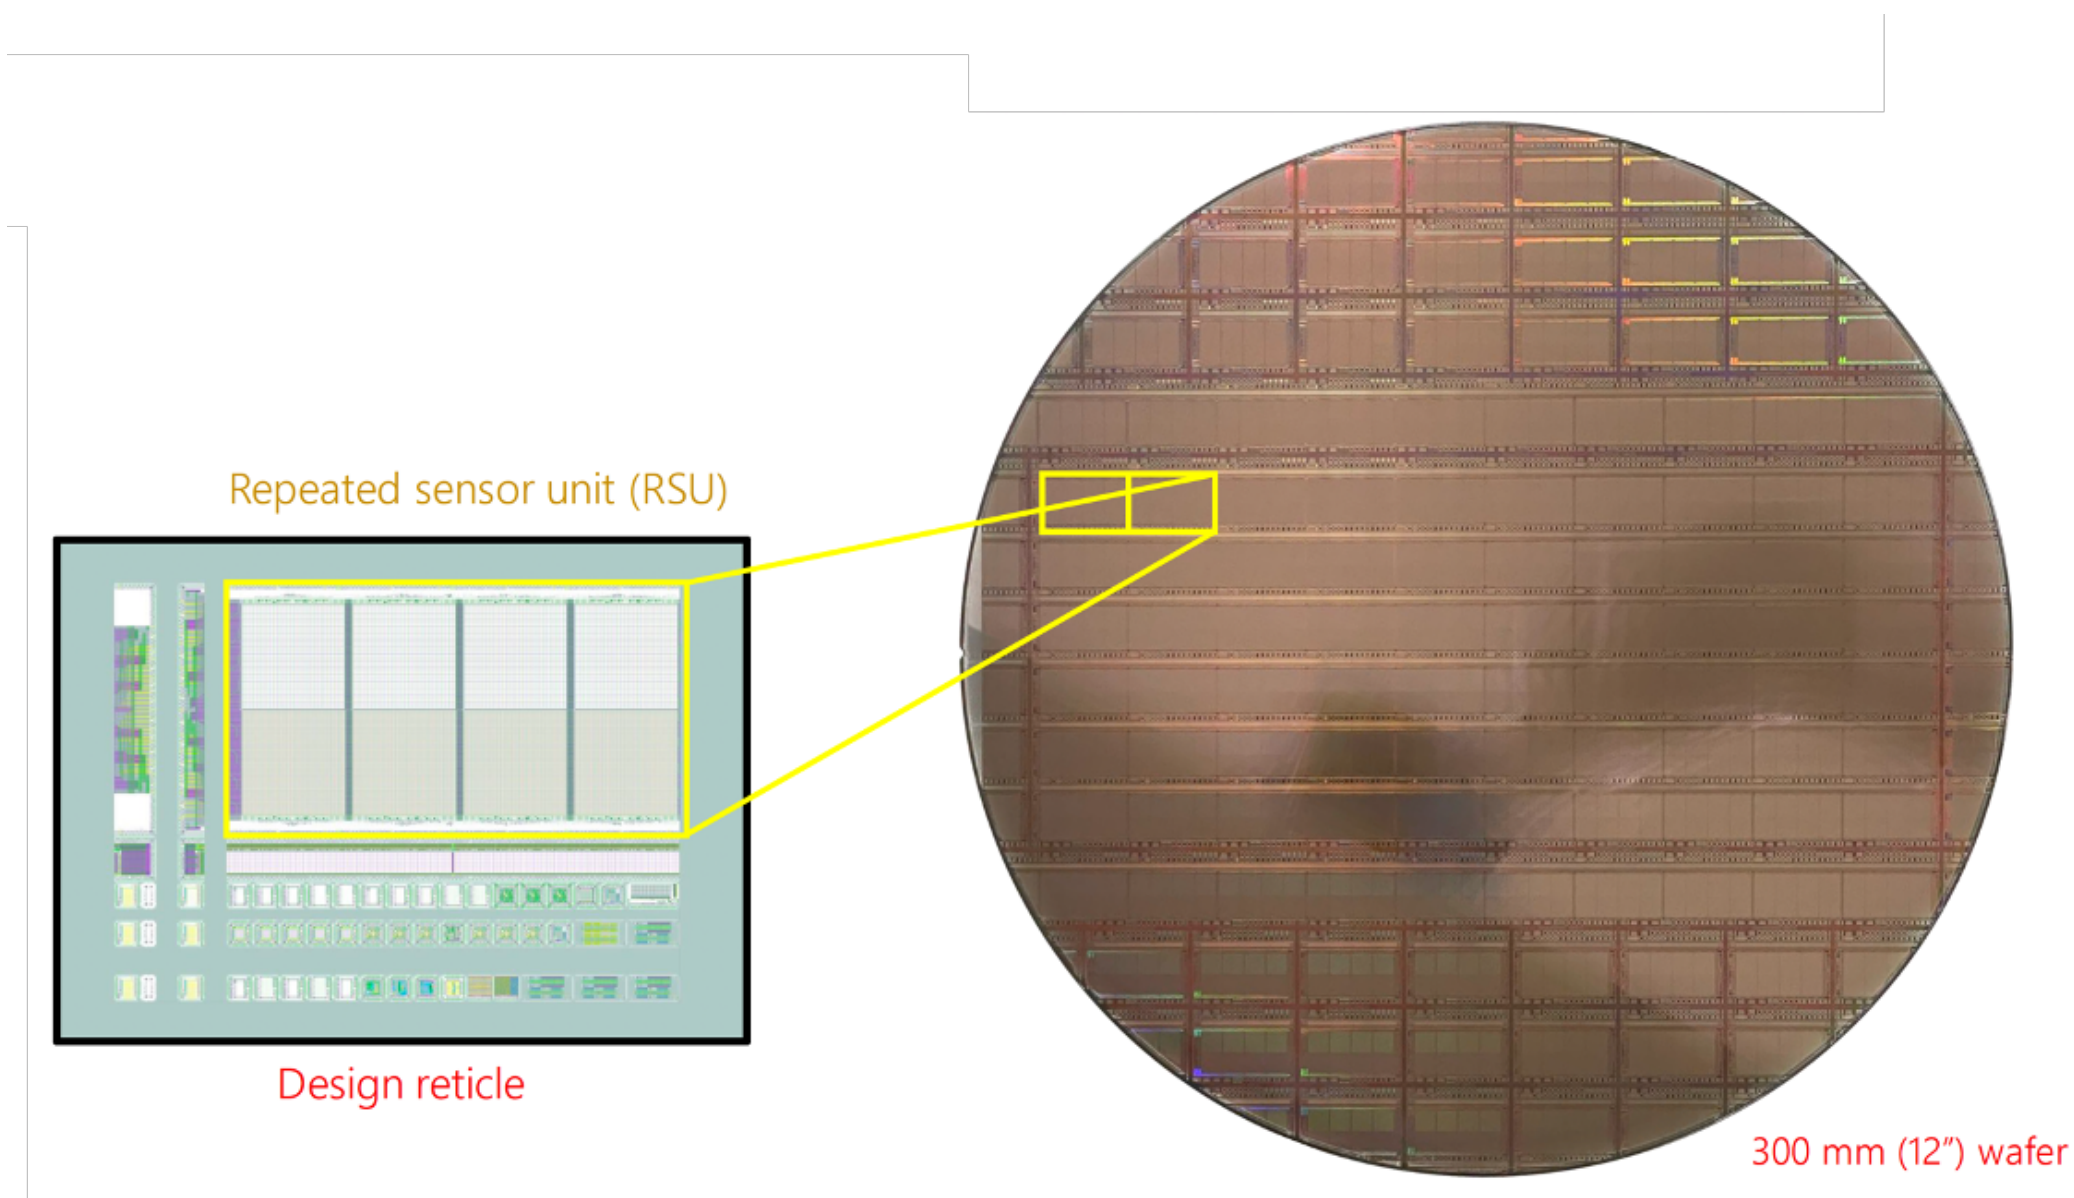 Repeated sensor unit (RSU)
Design reticle
300 mm (12”) wafer